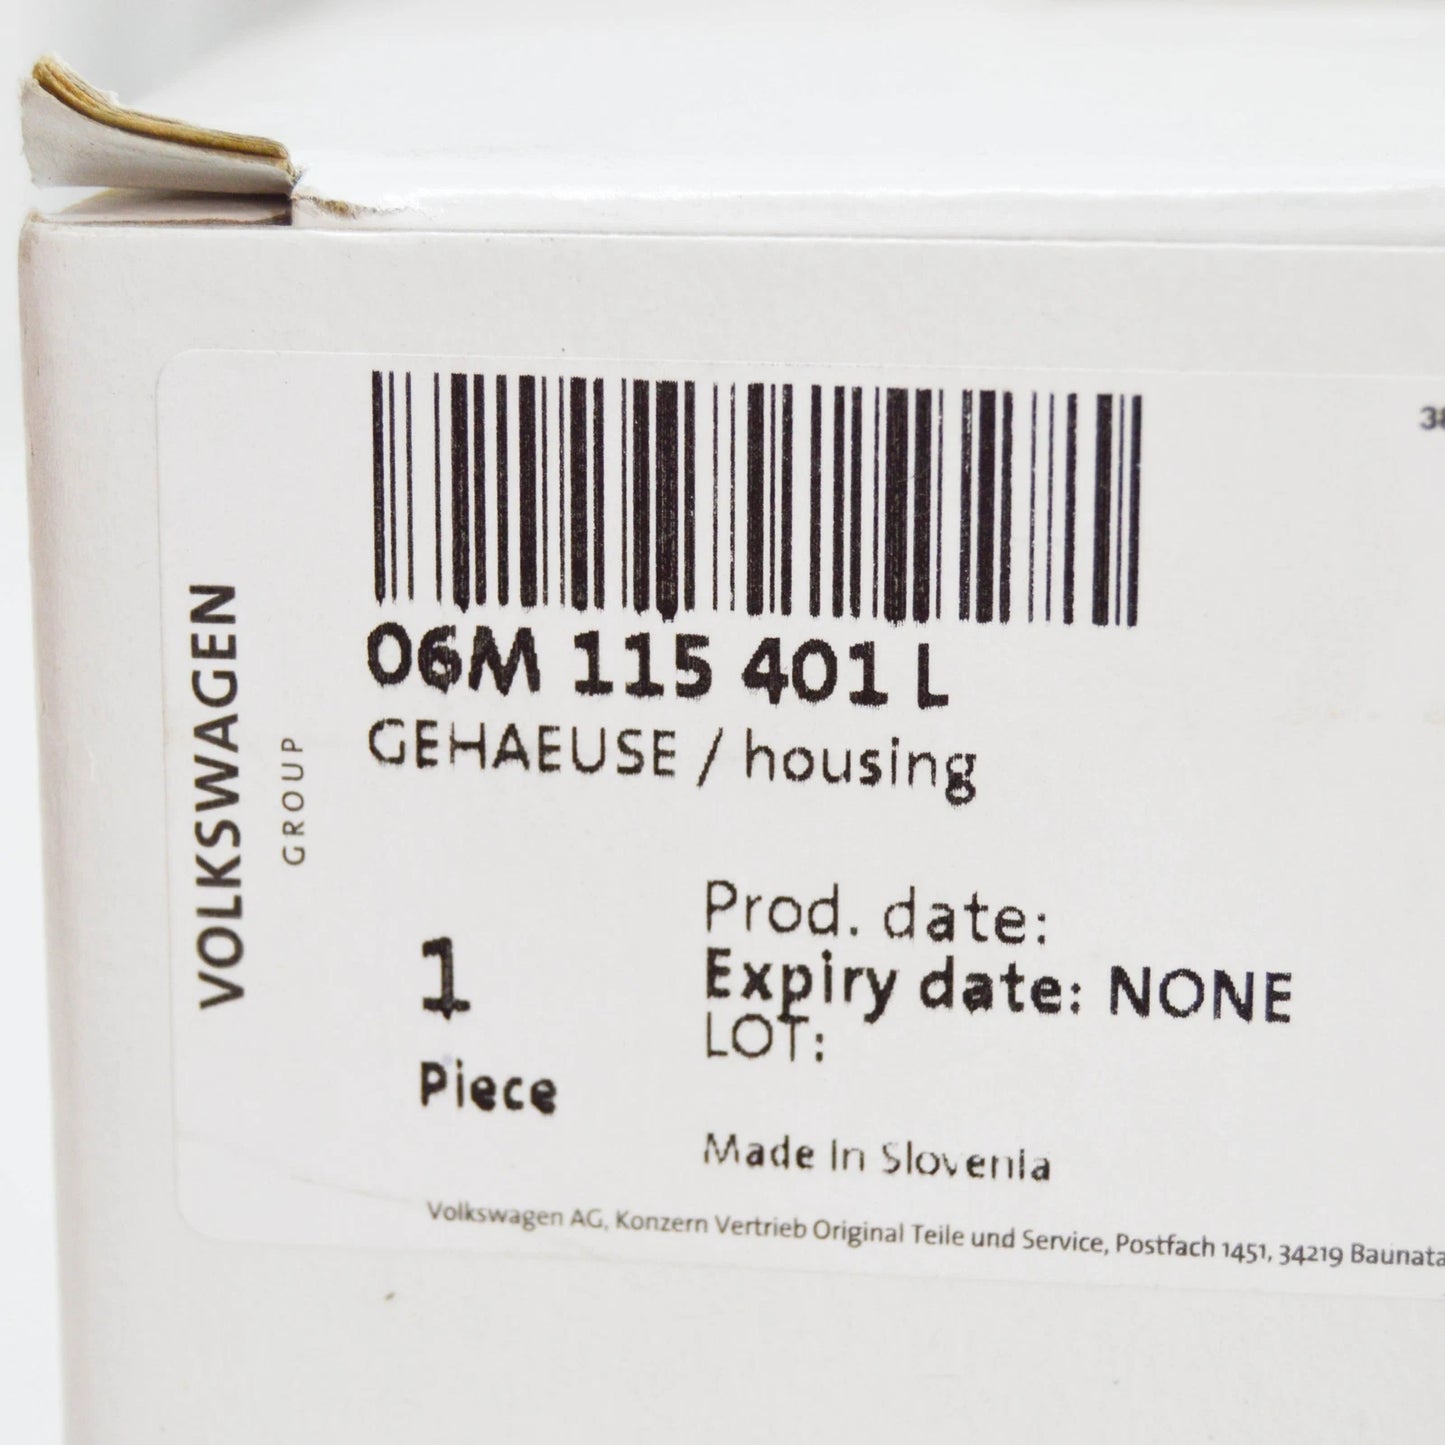 VOLKSWAGEN
GROUP
06M 115 401 L
GEHAEUSE / housing
1
Piece
Prod. date:
Expiry date: NONE
LOT:
Made In Slovenia
Volkswagen AG, Konzern Vertrieb Original Teile und Service, Postfach 1451, 34219 Baunata